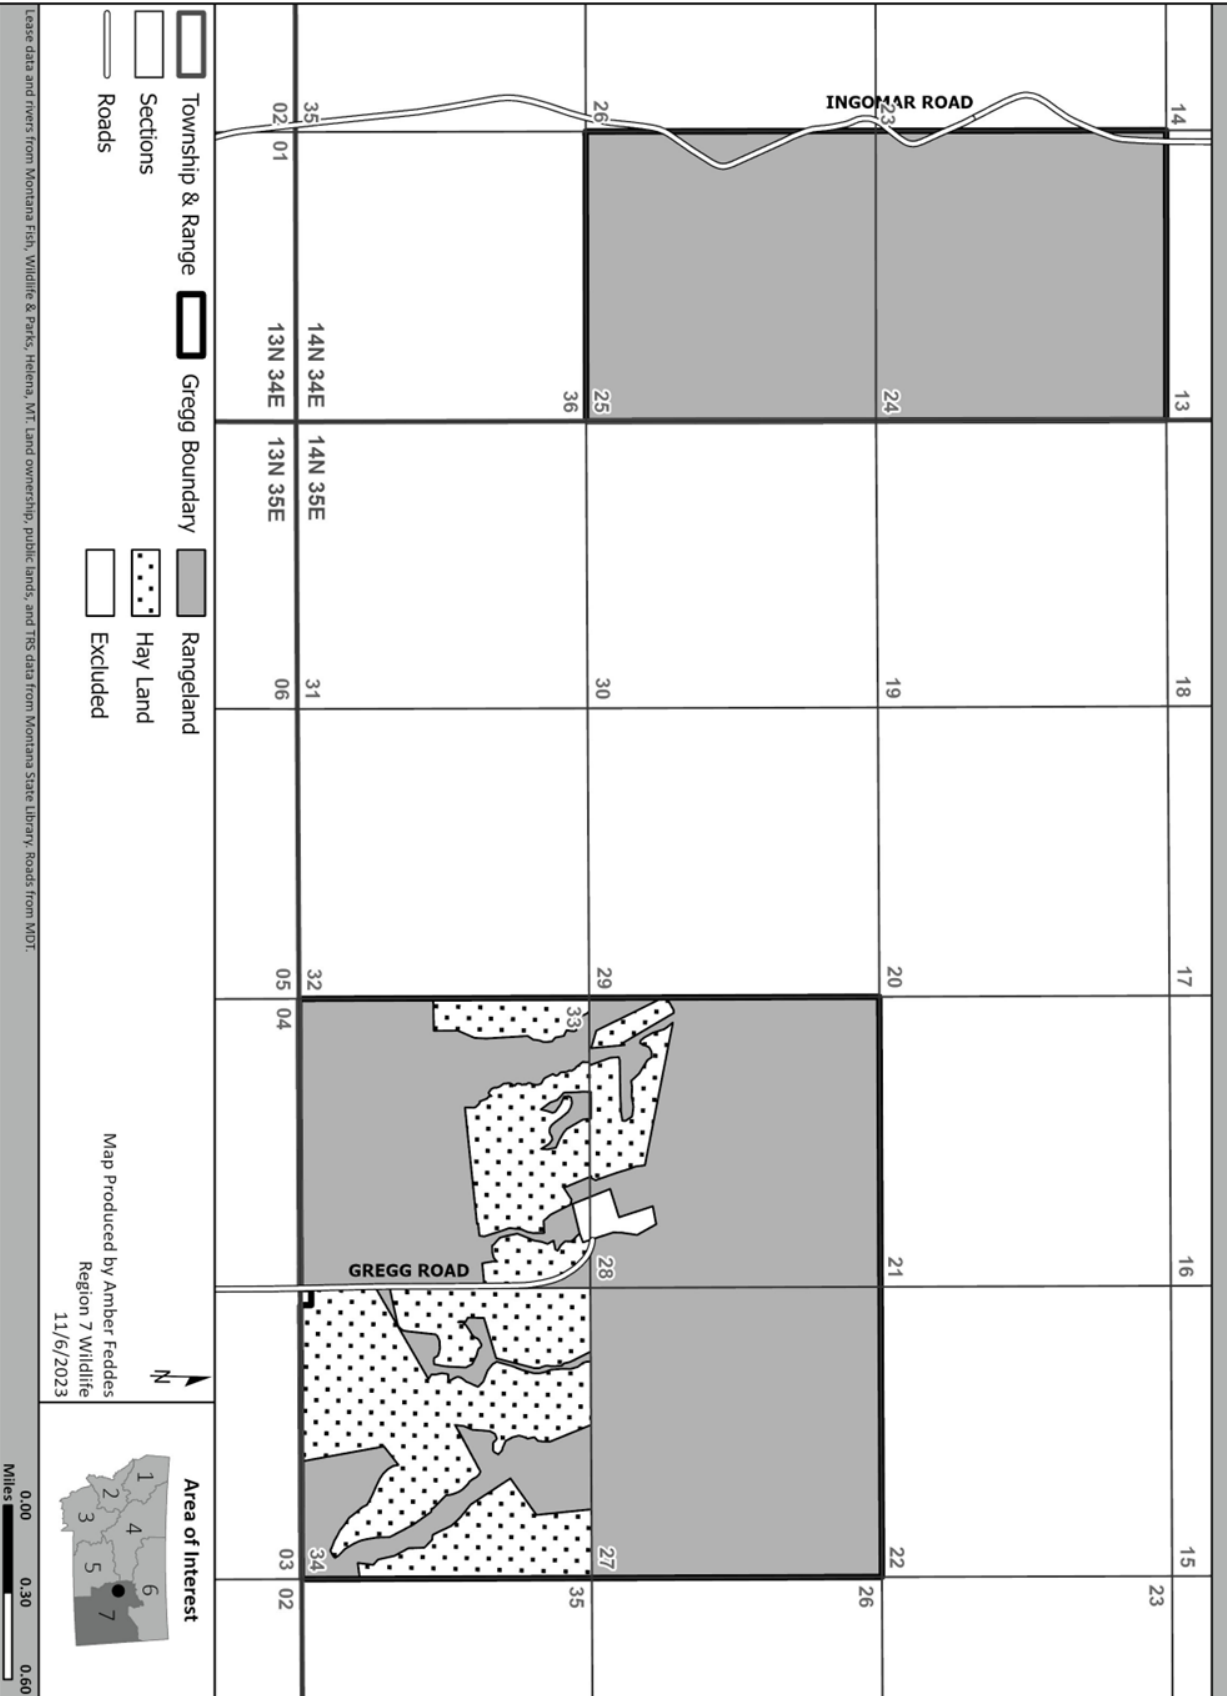 14 13 18 17 16 15
23
INGOMAR ROAD
23 24 19 20 21 22
26
26 25 30 29 28 27
36 33 35
GREGG ROAD
35 14N 34E 14N 35E 31 32 34
02 01 13N 34E 13N 35E 06 05 04 03 02
Township & Range
Sections
Roads
Gregg Boundary
Rangeland
Hay Land
Excluded
N
Map Produced by Amber Feddes
Region 7 Wildlife
11/6/2023
Area of Interest
1 2 3 4 5 6 7
Lease data and rivers from Montana Fish, Wildlife & Parks, Helena, MT. Land ownership, public lands, and TRS data from Montana State Library. Roads from MDT.
0.00 0.30 0.60
Miles